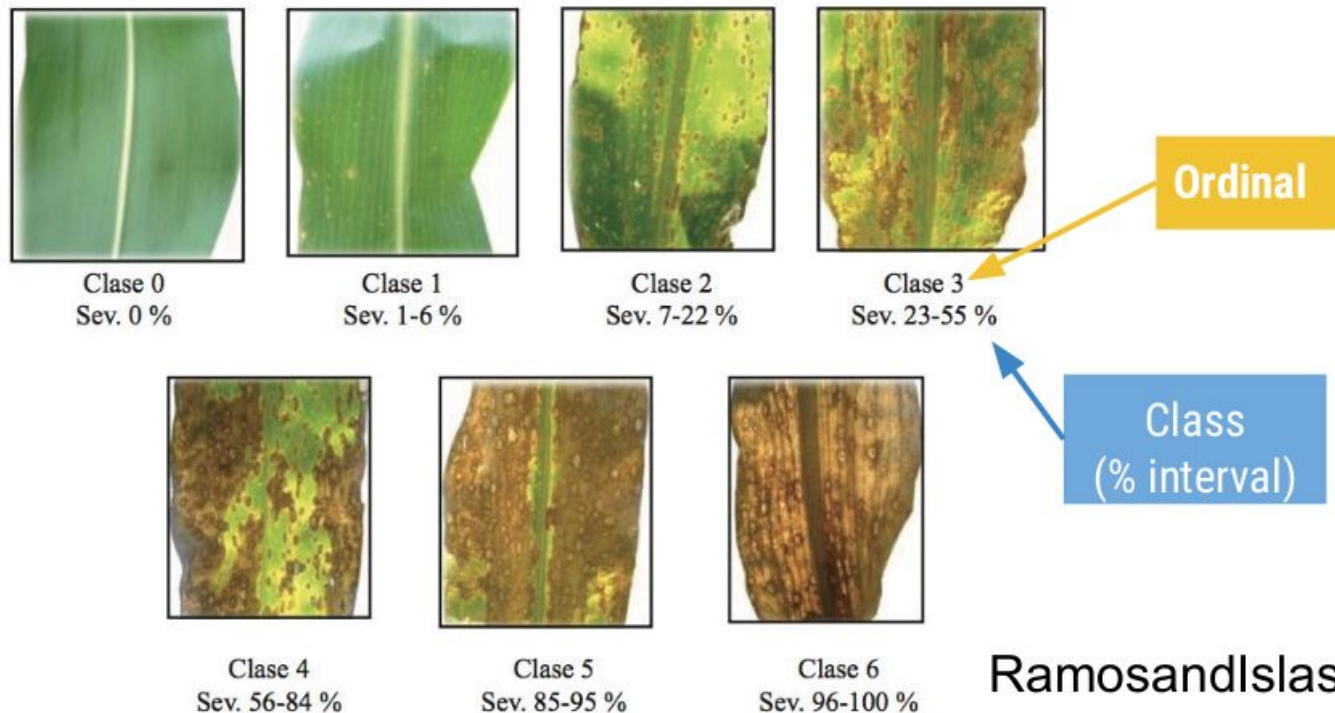 Clase 0
Sev. 0 %
Clase 1
Sev. 1-6 %
Clase 2
Sev. 7-22 %
Clase 3
Sev. 23-55 %
Ordinal
Class
(% interval)
Clase 4
Sev. 56-84 %
Clase 5
Sev. 85-95 %
Clase 6
Sev. 96-100 %
RamosandIslas